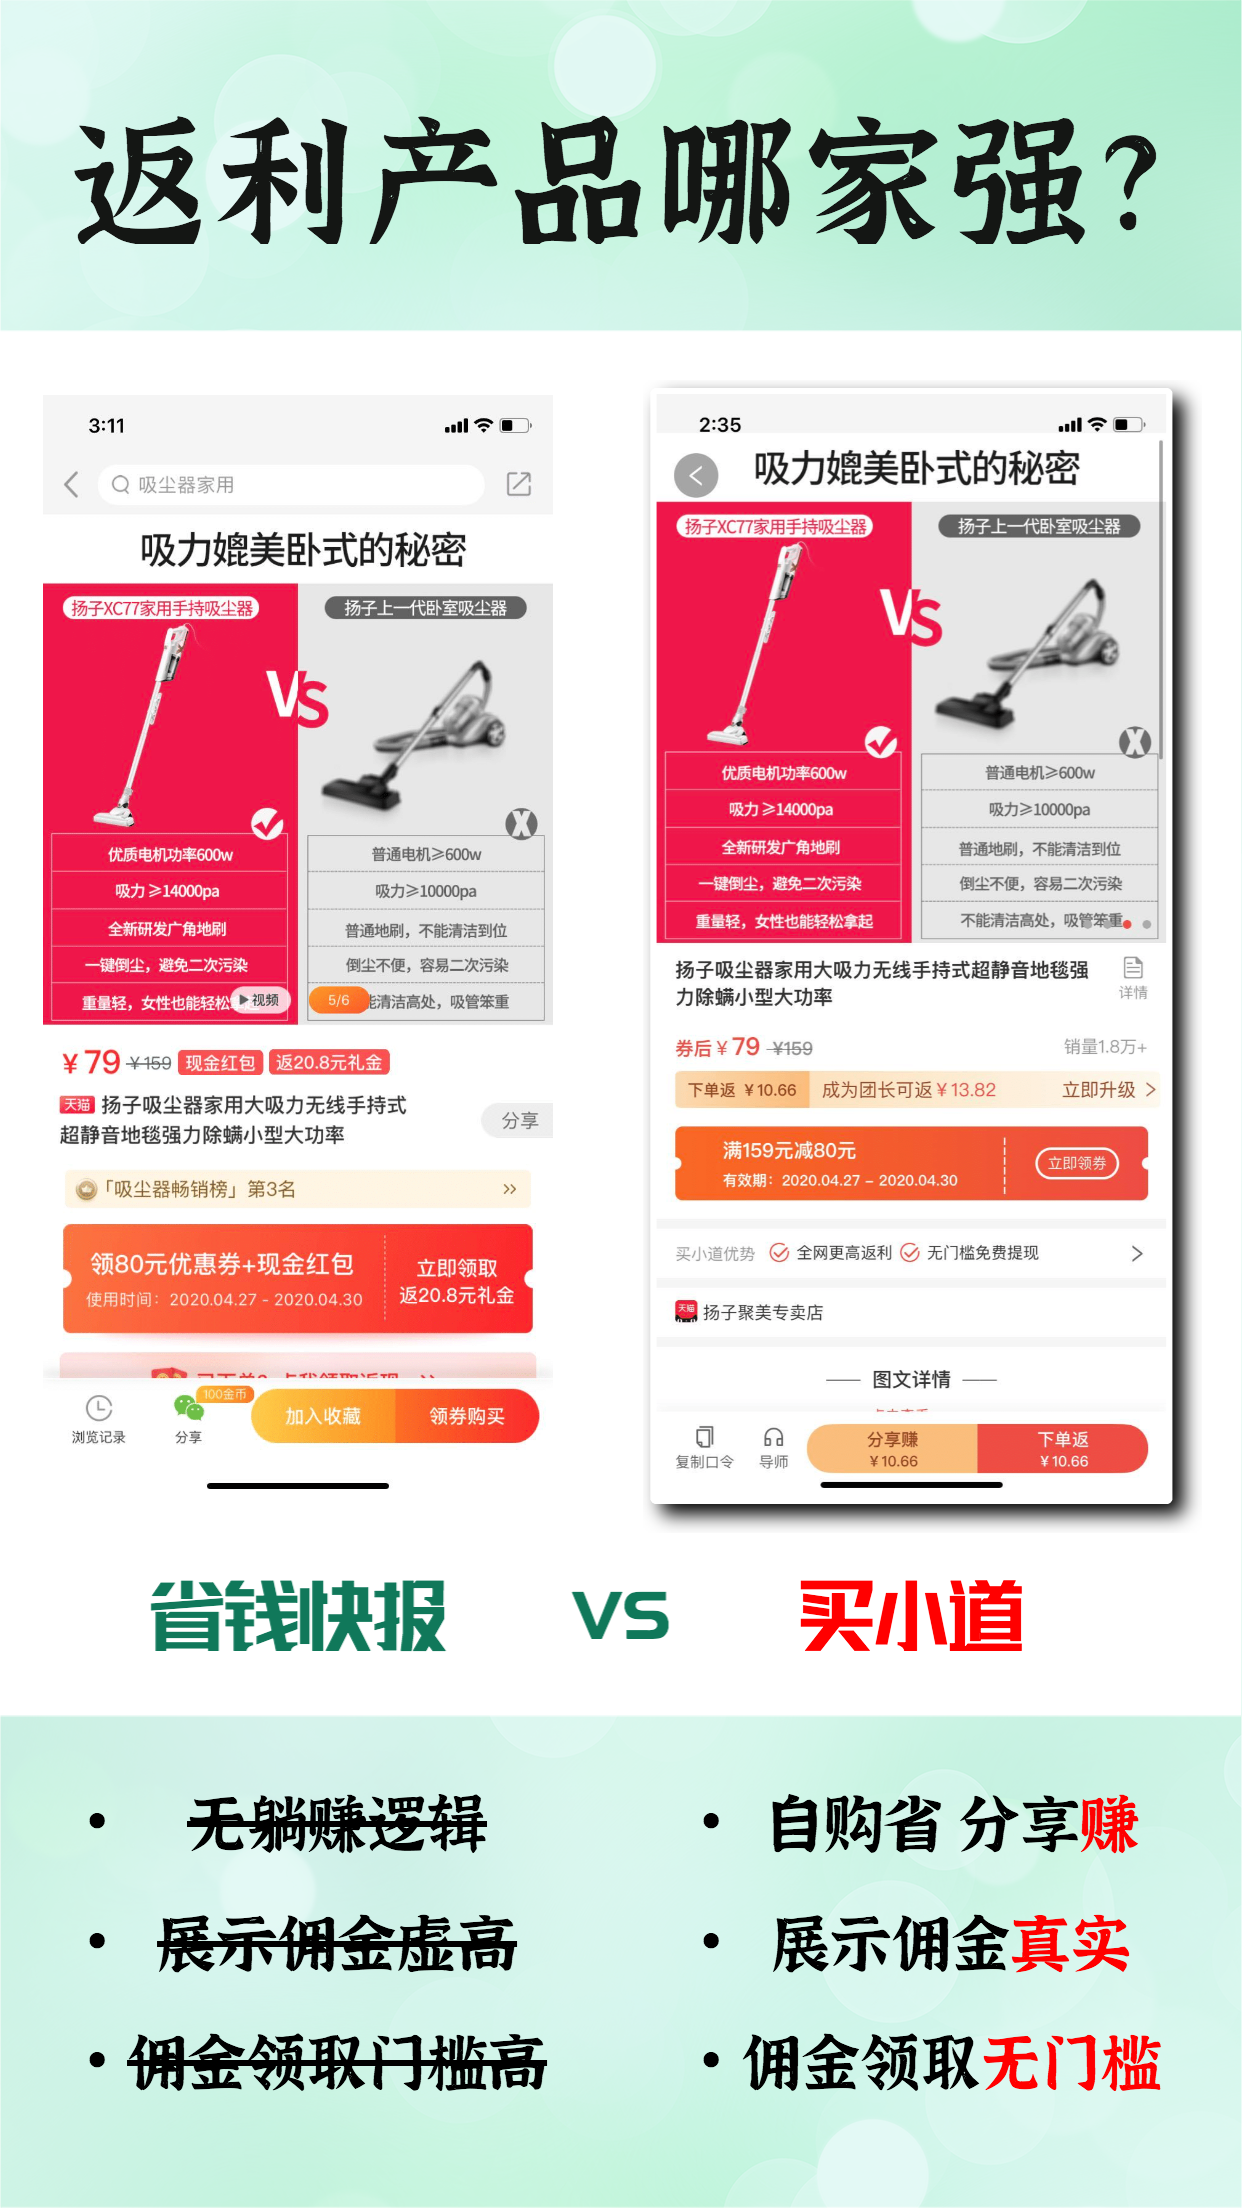 返利产品哪家强?
3:11
吸尘器家用
吸力媲美卧式的秘密
扬子XC77家用手持吸尘器
扬子上一代卧室吸尘器
VS
优质电机功率600w
普通电机≥600w
吸力 ≥14000pa
吸力≥10000pa
全新研发广角地刷
普通地刷，不能清洁到位
一键倒尘，避免二次污染
倒尘不便，容易二次污染
重量轻，女性也能轻松
视频
5/6
能清洁高处，吸管笨重
¥79 ¥159 现金红包 返20.8元礼金
天猫 扬子吸尘器家用大吸力无线手持式
超静音地毯强力除螨小型大功率
分享
「吸尘器畅销榜」第3名
领80元优惠券+现金红包
使用时间：2020.04.27 - 2020.04.30
立即领取
返20.8元礼金
浏览记录
100金币
分享
加入收藏
领券购买
2:35
吸力媲美卧式的秘密
扬子XC77家用手持吸尘器
扬子上一代卧室吸尘器
VS
优质电机功率600w
普通电机≥600w
吸力 ≥14000pa
吸力≥10000pa
全新研发广角地刷
普通地刷，不能清洁到位
一键倒尘，避免二次污染
倒尘不便，容易二次污染
重量轻，女性也能轻松拿起
不能清洁高处，吸管笨重
扬子吸尘器家用大吸力无线手持式超静音地毯强
力除螨小型大功率
详情
券后¥79 ¥159
销量1.8万+
下单返 ¥10.66 成为团长可返¥13.82 立即升级
满159元减80元
有效期：2020.04.27 – 2020.04.30
立即领券
买小道优势 全网更高返利 无门槛免费提现
天猫 扬子聚美专卖店
图文详情
复制口令
导师
分享赚
¥10.66
下单返
¥10.66
省钱快报 VS 买小道
• 无躺赚逻辑
• 展示佣金虚高
• 佣金领取门槛高
• 自购省 分享赚
• 展示佣金真实
• 佣金领取无门槛